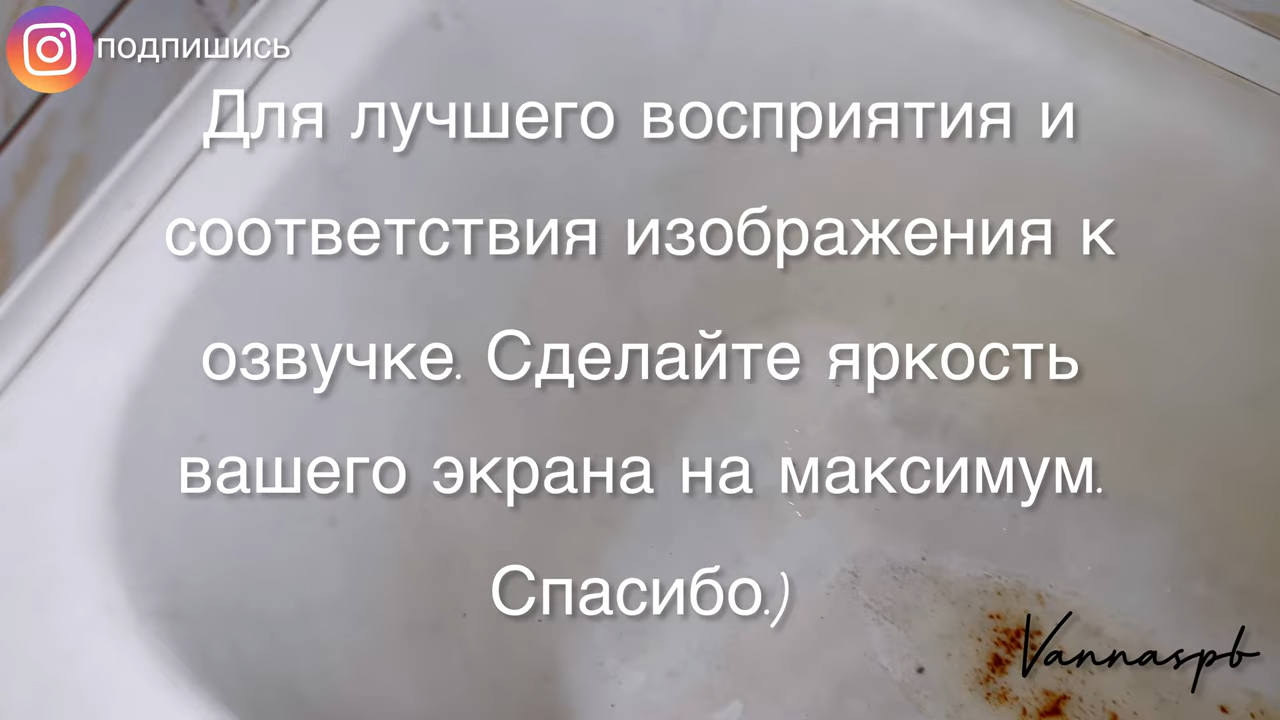 подпишись
Для лучшего восприятия и
соответствия изображения к
озвучке. Сделайте яркость
вашего экрана на максимум.
Спасибо.)
Vannaspb